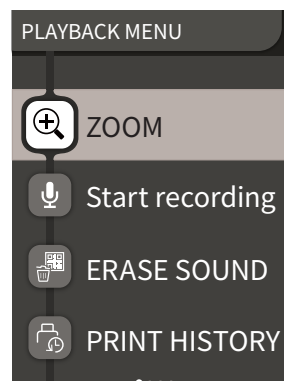 PLAYBACK MENU
ZOOM
Start recording
ERASE SOUND
PRINT HISTORY